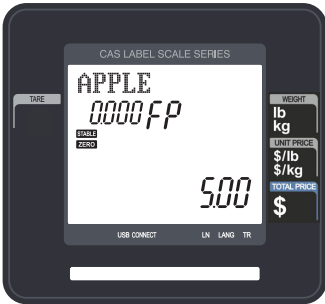 CAS LABEL SCALE SERIES
APPLE
0.000 FP
STABLE
ZERO
5.00
TARE
WEIGHT
lb
kg
UNIT PRICE
$/lb
$/kg
TOTAL PRICE
$
USB CONNECT LN LANG TR